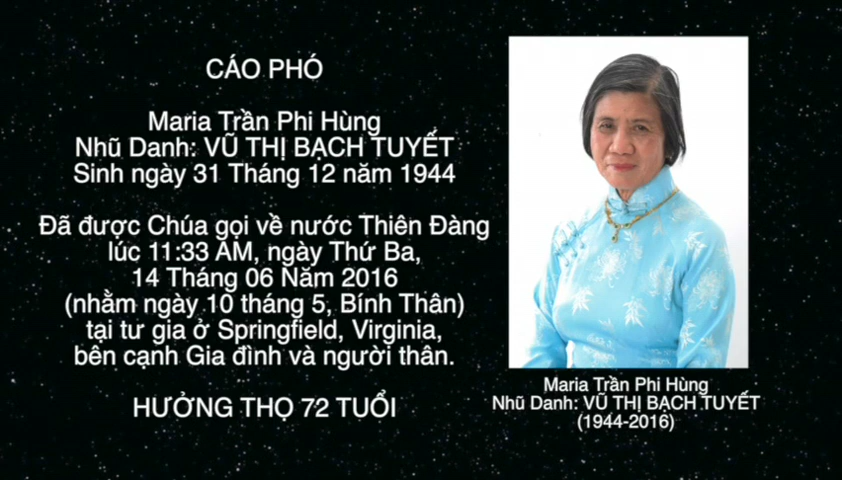 CÁO PHÓ
Maria Trần Phi Hùng
Nhũ Danh: VŨ THỊ BẠCH TUYẾT
Sinh ngày 31 Tháng 12 năm 1944
Đã được Chúa gọi về nước Thiên Đàng
lúc 11:33 AM, ngày Thứ Ba,
14 Tháng 06 Năm 2016
(nhằm ngày 10 tháng 5, Bính Thân)
tại tư gia ở Springfield, Virginia,
bên cạnh Gia đình và người thân.
HƯỞNG THỌ 72 TUỔI
Maria Trần Phi Hùng
Nhũ Danh: VŨ THỊ BẠCH TUYẾT
(1944-2016)